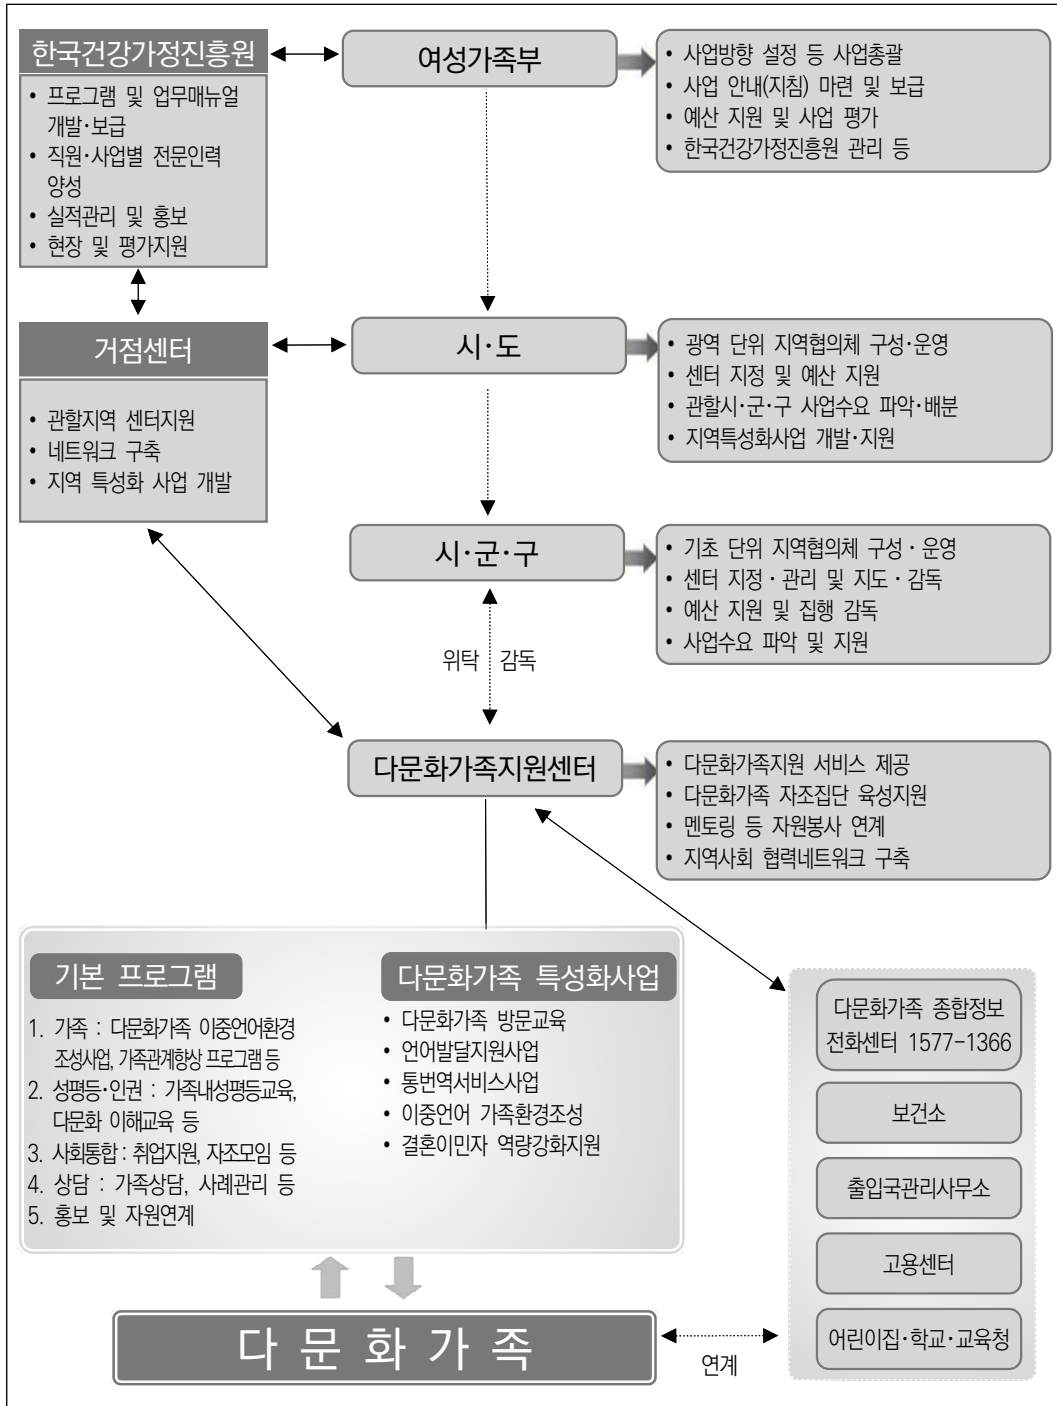 한국건강가정진흥원
• 프로그램 및 업무매뉴얼
개발·보급
• 직원·사업별 전문인력
양성
• 실적관리 및 홍보
• 현장 및 평가지원
여성가족부
• 사업방향 설정 등 사업총괄
• 사업 안내(지침) 마련 및 보급
• 예산 지원 및 사업 평가
• 한국건강가정진흥원 관리 등
거점센터
• 관할지역 센터지원
• 네트워크 구축
• 지역 특성화 사업 개발
시·도
• 광역 단위 지역협의체 구성·운영
• 센터 지정 및 예산 지원
• 관할시·군·구 사업수요 파악·배분
• 지역특성화사업 개발·지원
시·군·구
• 기초 단위 지역협의체 구성·운영
• 센터 지정·관리 및 지도·감독
• 예산 지원 및 집행 감독
• 사업수요 파악 및 지원
위탁 감독
다문화가족지원센터
• 다문화가족지원 서비스 제공
• 다문화가족 자조집단 육성지원
• 멘토링 등 자원봉사 연계
• 지역사회 협력네트워크 구축
기본 프로그램
1. 가족 : 다문화가족 이중언어환경
조성사업, 가족관계향상 프로그램 등
2. 성평등·인권 : 가족내성평등교육,
다문화 이해교육 등
3. 사회통합 : 취업지원, 자조모임 등
4. 상담 : 가족상담, 사례관리 등
5. 홍보 및 자원연계
다문화가족 특성화사업
• 다문화가족 방문교육
• 언어발달지원사업
• 통번역서비스사업
• 이중언어 가족환경조성
• 결혼이민자 역량강화지원
다문화가족 종합정보
전화센터 1577-1366
보건소
출입국관리사무소
고용센터
어린이집·학교·교육청
다문화가족
연계